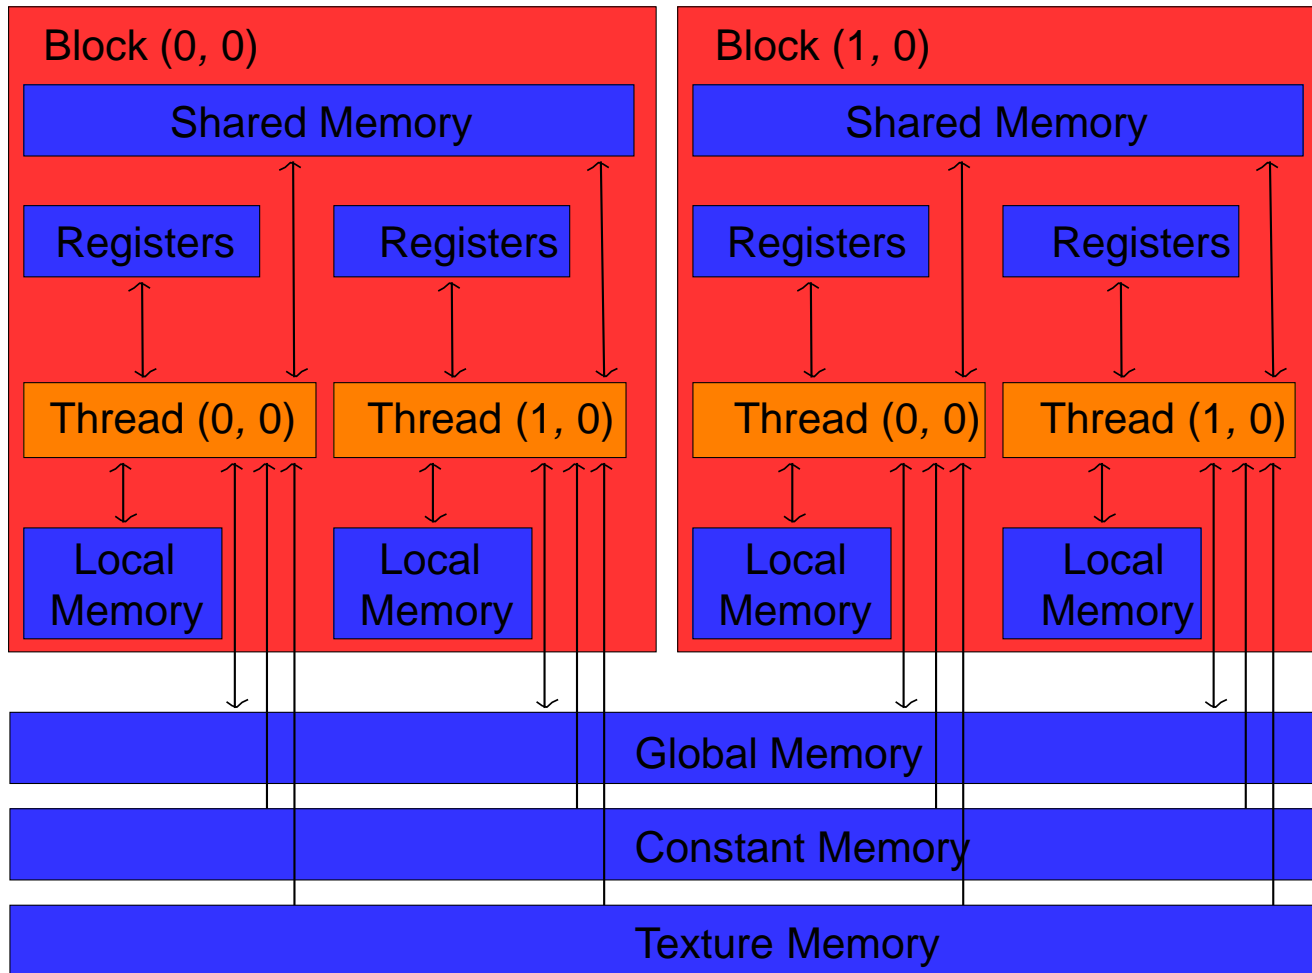 Block (0, 0)
Shared Memory
Registers
Registers
Thread (0, 0)
Thread (1, 0)
Local
Memory
Local
Memory
Block (1, 0)
Shared Memory
Registers
Registers
Thread (0, 0)
Thread (1, 0)
Local
Memory
Local
Memory
Global Memory
Constant Memory
Texture Memory